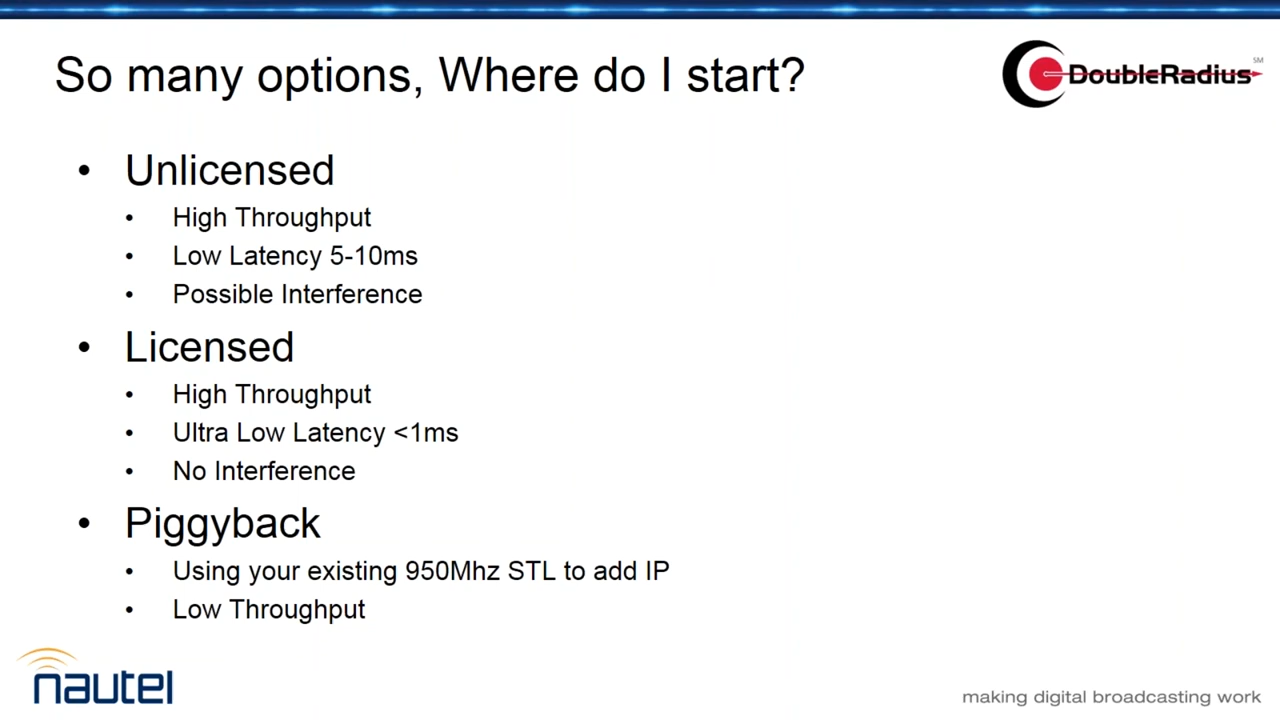 So many options, Where do I start?
DoubleRadius SM
• Unlicensed
• High Throughput
• Low Latency 5-10ms
• Possible Interference
• Licensed
• High Throughput
• Ultra Low Latency <1ms
• No Interference
• Piggyback
• Using your existing 950Mhz STL to add IP
• Low Throughput
nautel
making digital broadcasting work